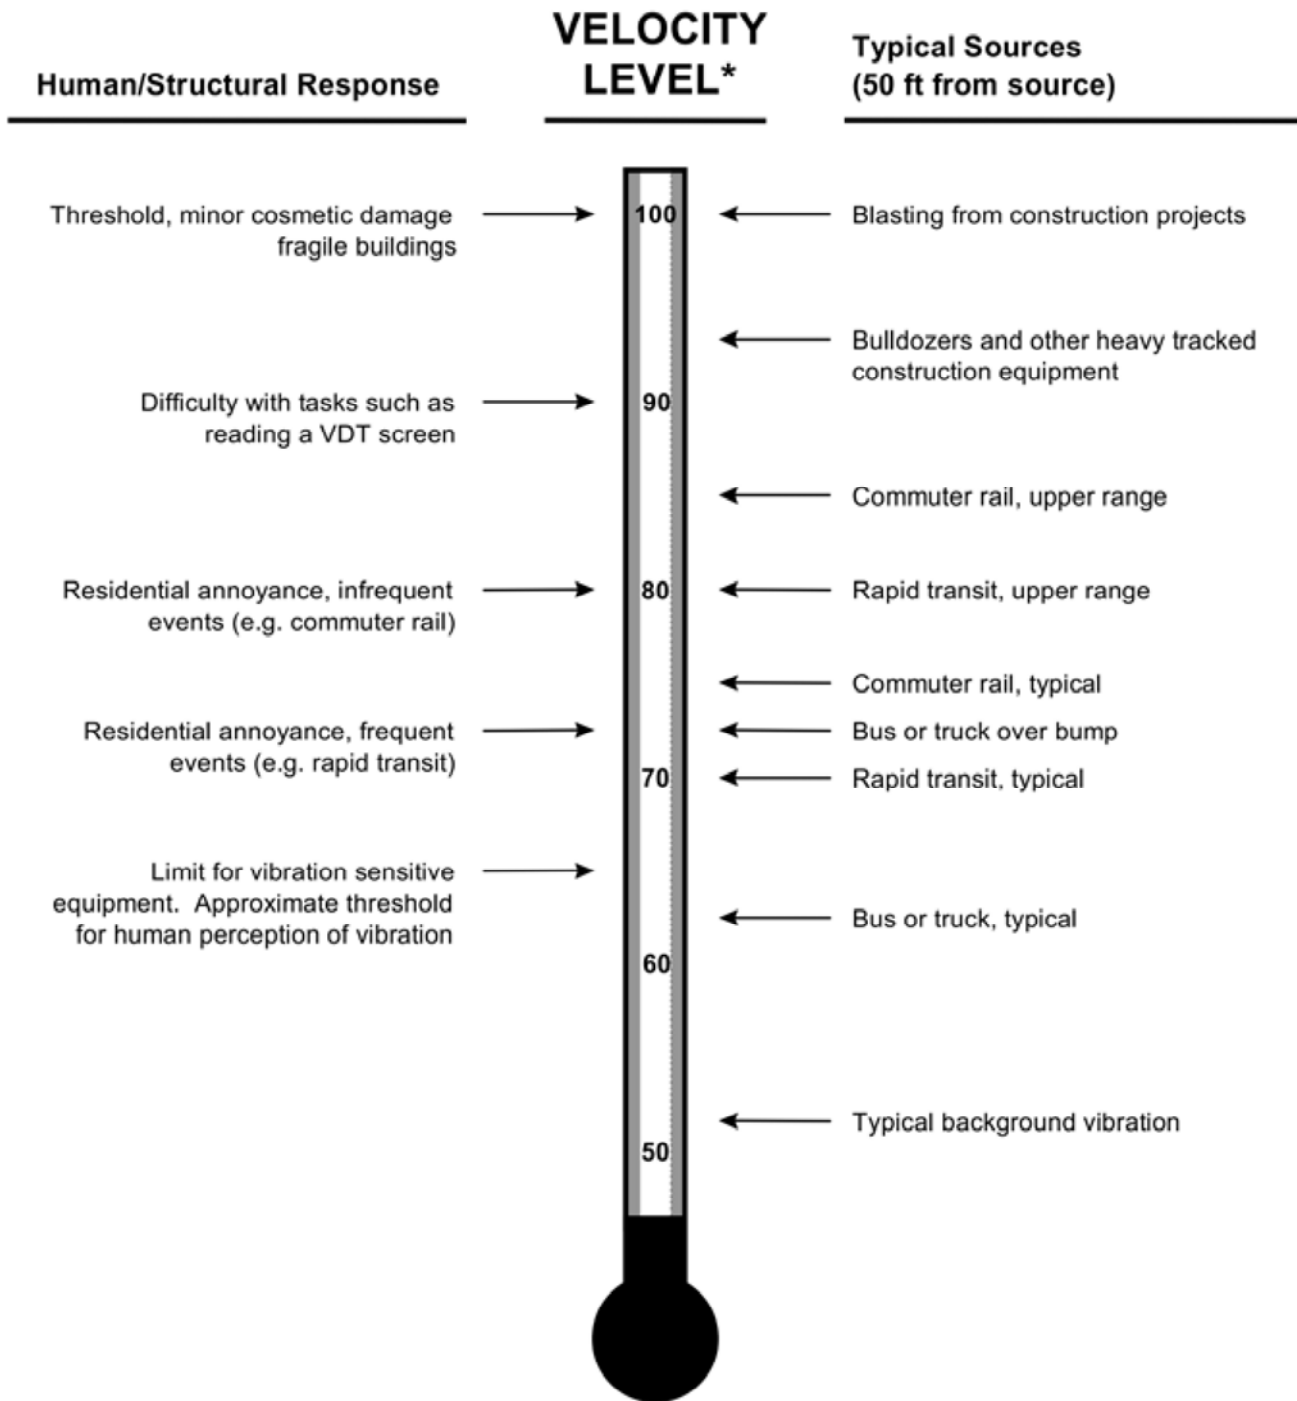 Human/Structural Response
VELOCITY
LEVEL*
Typical Sources
(50 ft from source)
Threshold, minor cosmetic damage
fragile buildings
100
Blasting from construction projects
Bulldozers and other heavy tracked
construction equipment
Difficulty with tasks such as
reading a VDT screen
90
Commuter rail, upper range
Residential annoyance, infrequent
events (e.g. commuter rail)
80
Rapid transit, upper range
Commuter rail, typical
Residential annoyance, frequent
events (e.g. rapid transit)
Bus or truck over bump
70
Rapid transit, typical
Limit for vibration sensitive
equipment. Approximate threshold
for human perception of vibration
Bus or truck, typical
60
Typical background vibration
50